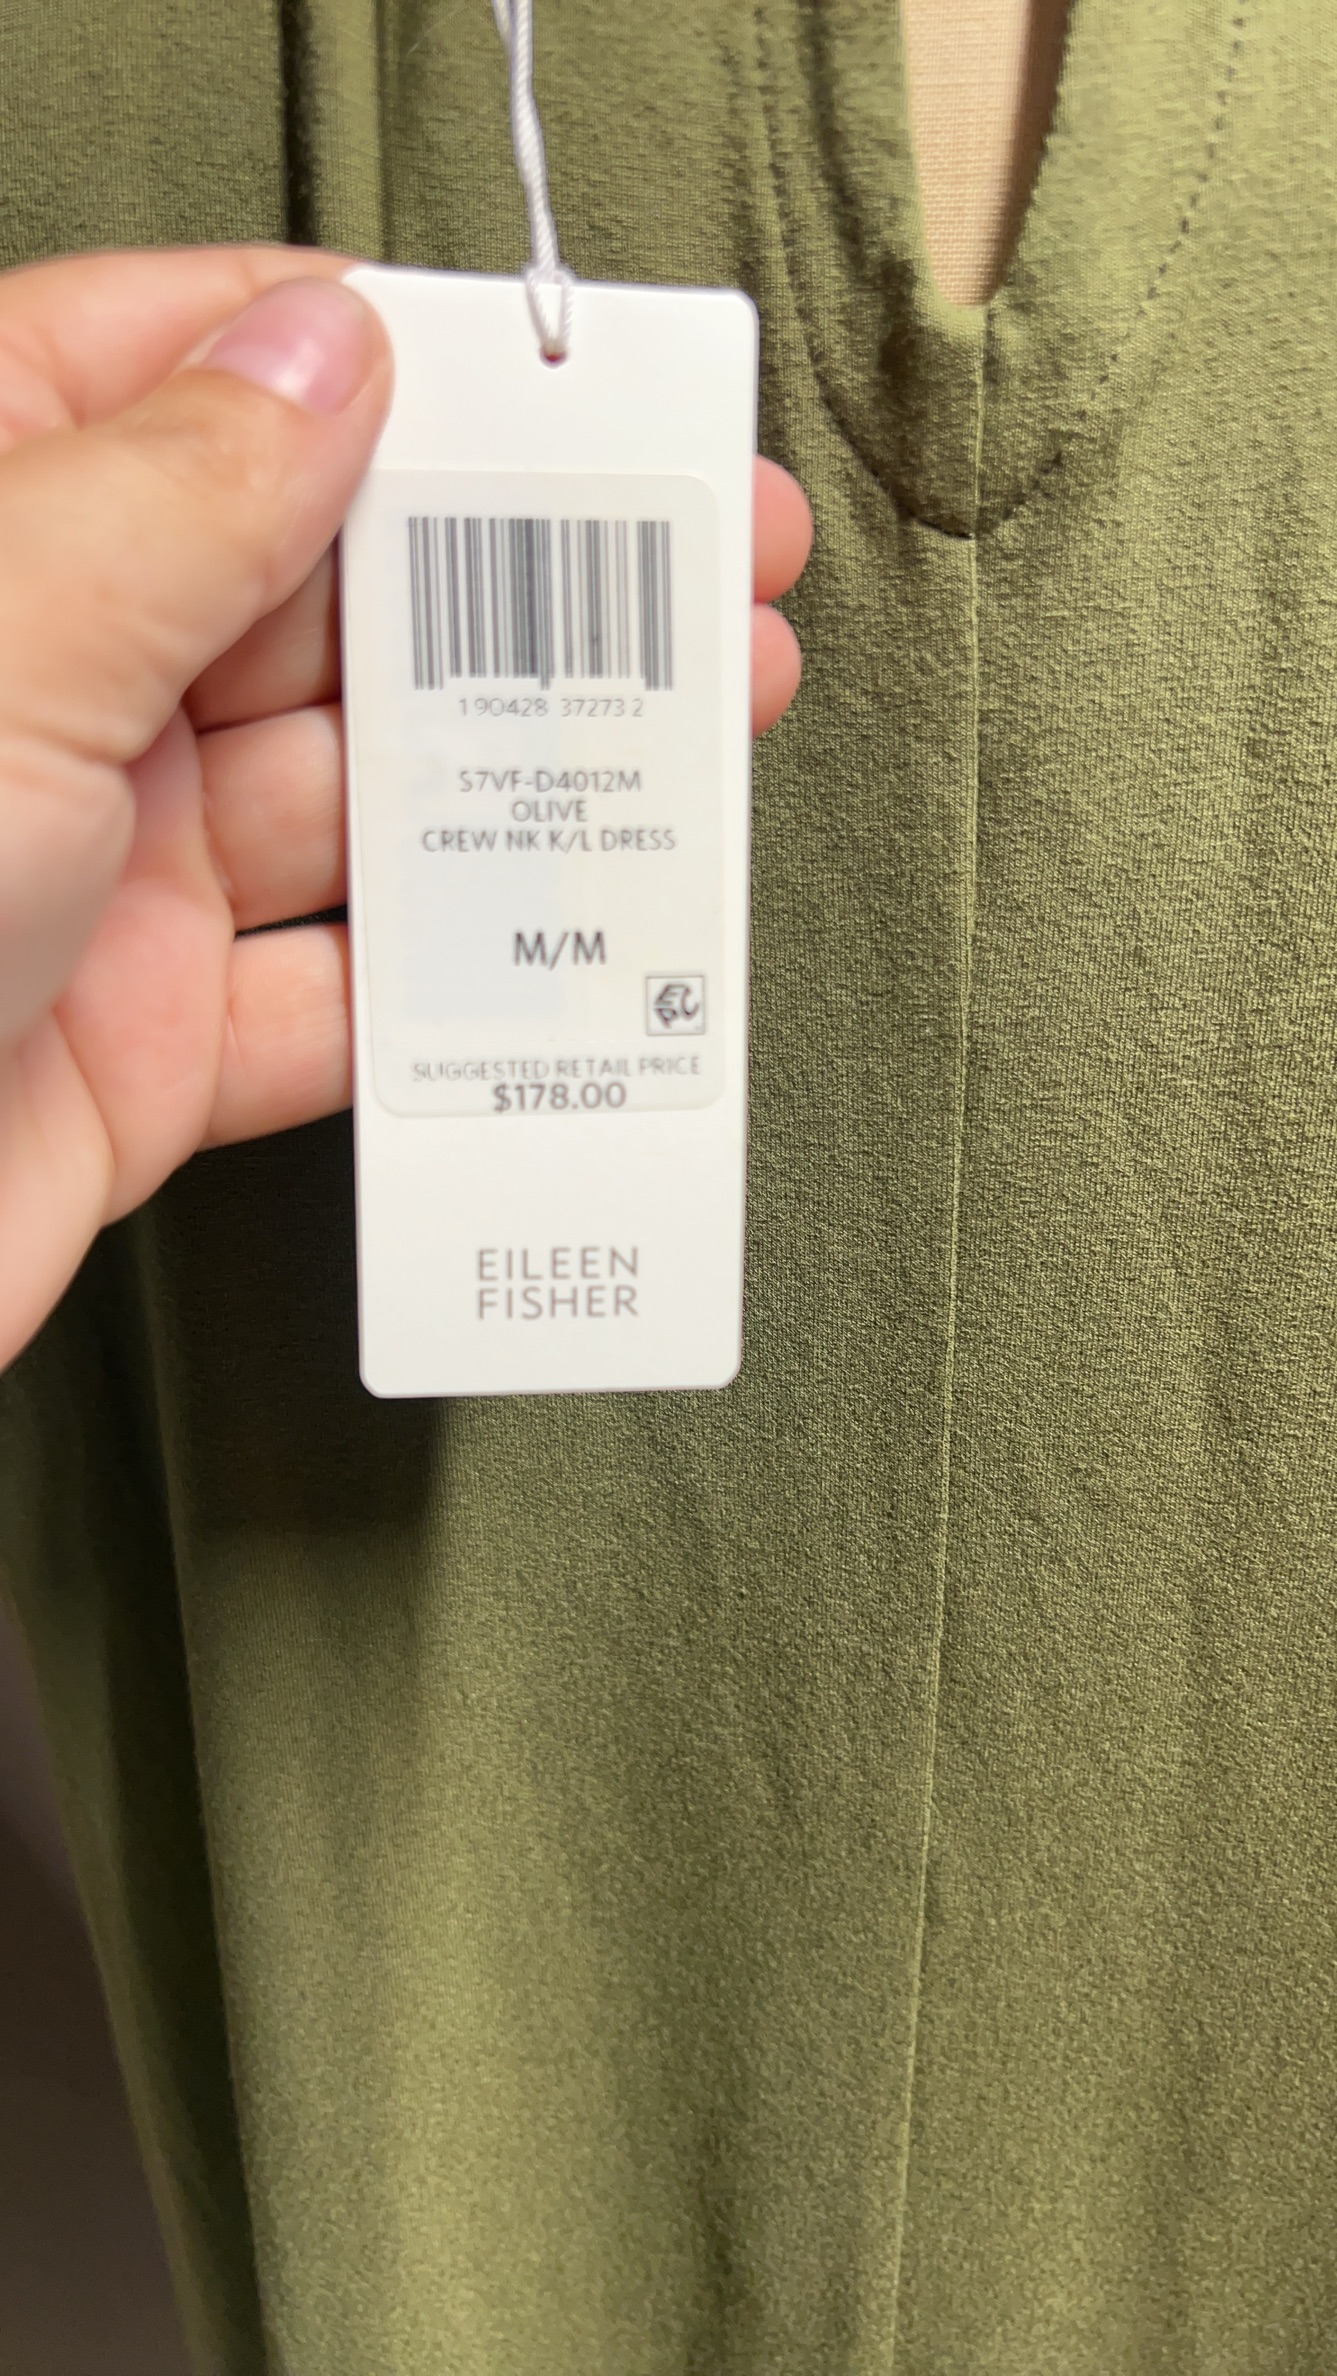 190428 37273 2
S7VF-D4012M
OLIVE
CREW NK K/L DRESS
M/M
SUGGESTED RETAIL PRICE
$178.00
EILEEN
FISHER